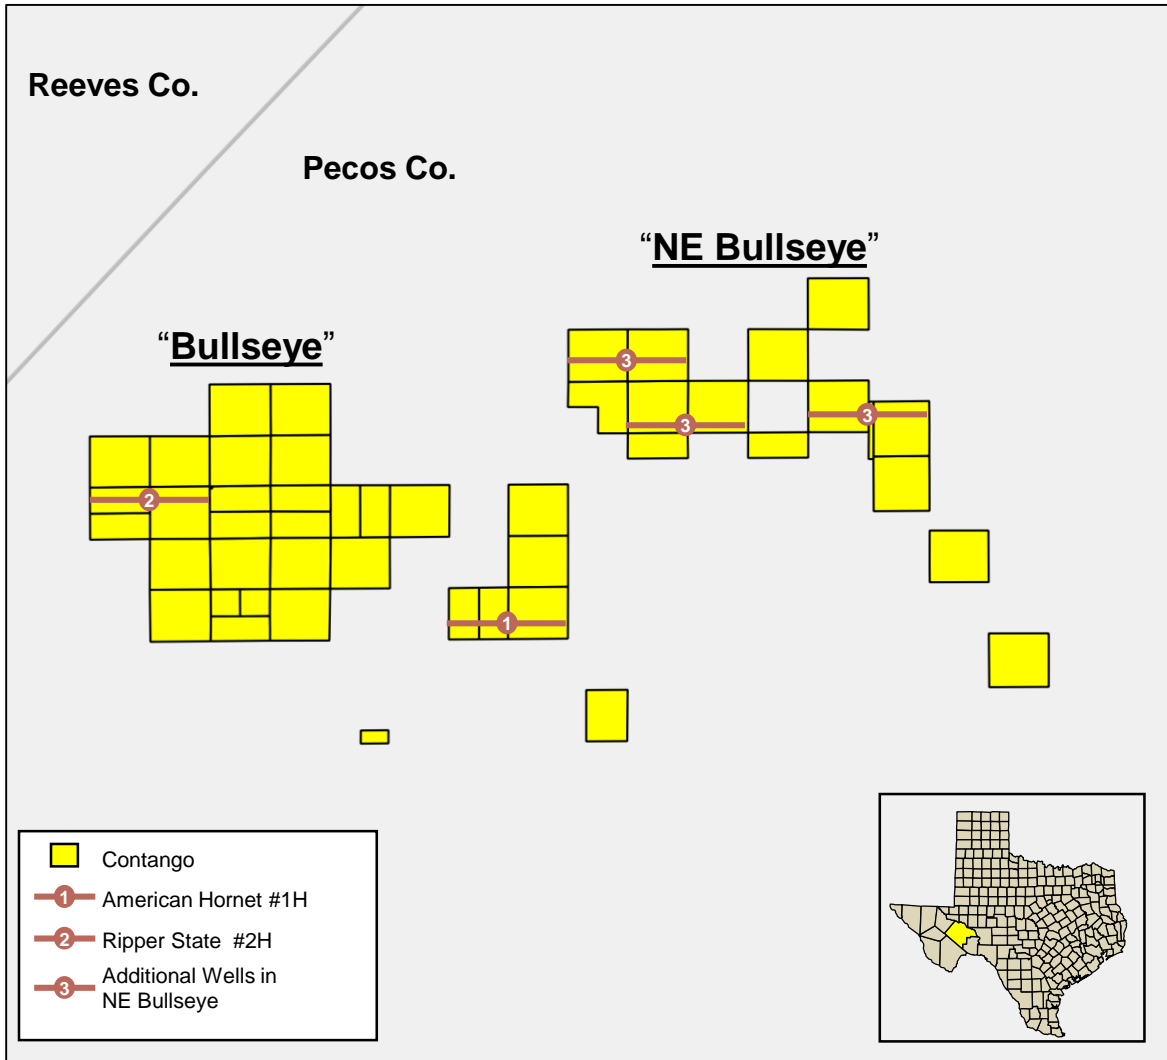 Reeves Co.
Pecos Co.
“NE Bullseye”
“Bullseye”
3
3
3
2
1
Contango
1 American Hornet #1H
2 Ripper State #2H
3 Additional Wells in
NE Bullseye